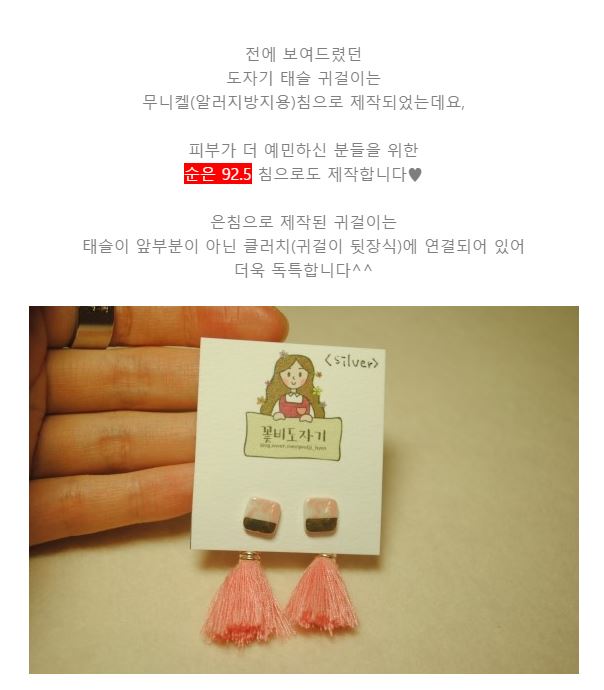 전에 보여드렸던
도자기 태슬 귀걸이는
무니켈(알러지방지용)침으로 제작되었는데요,
피부가 더 예민하신 분들을 위한
순은 92.5 침으로도 제작합니다♥
은침으로 제작된 귀걸이는
태슬이 앞부분이 아닌 클러치(귀걸이 뒷장식)에 연결되어 있어
더욱 독특합니다^^
<silver>
꽃비도자기